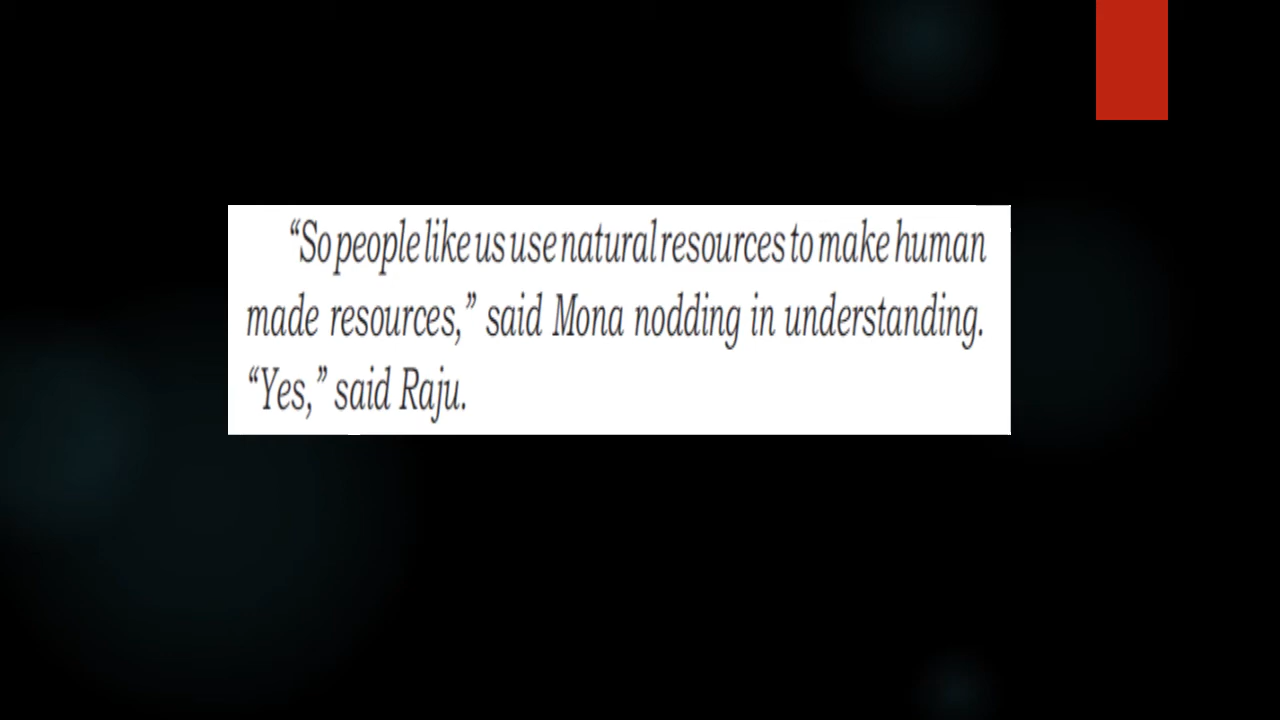 “So people like us use natural resources to make human
made resources,” said Mona nodding in understanding.
“Yes,” said Raju.